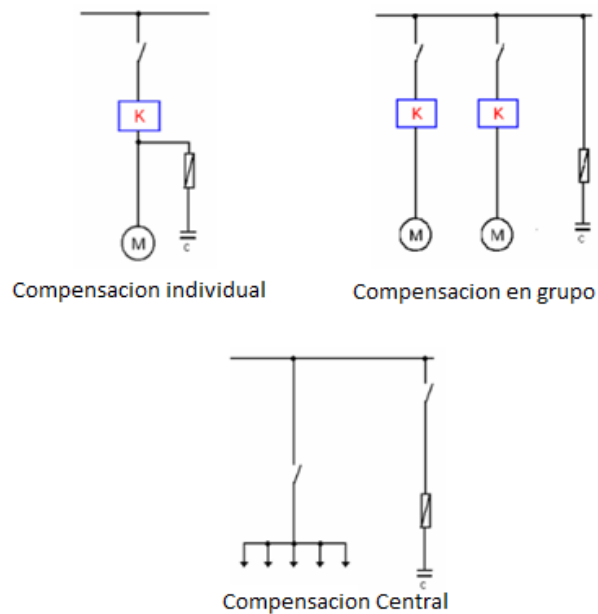 K
M
C
Compensacion individual
K K
M M
C
Compensacion en grupo
C
Compensacion Central